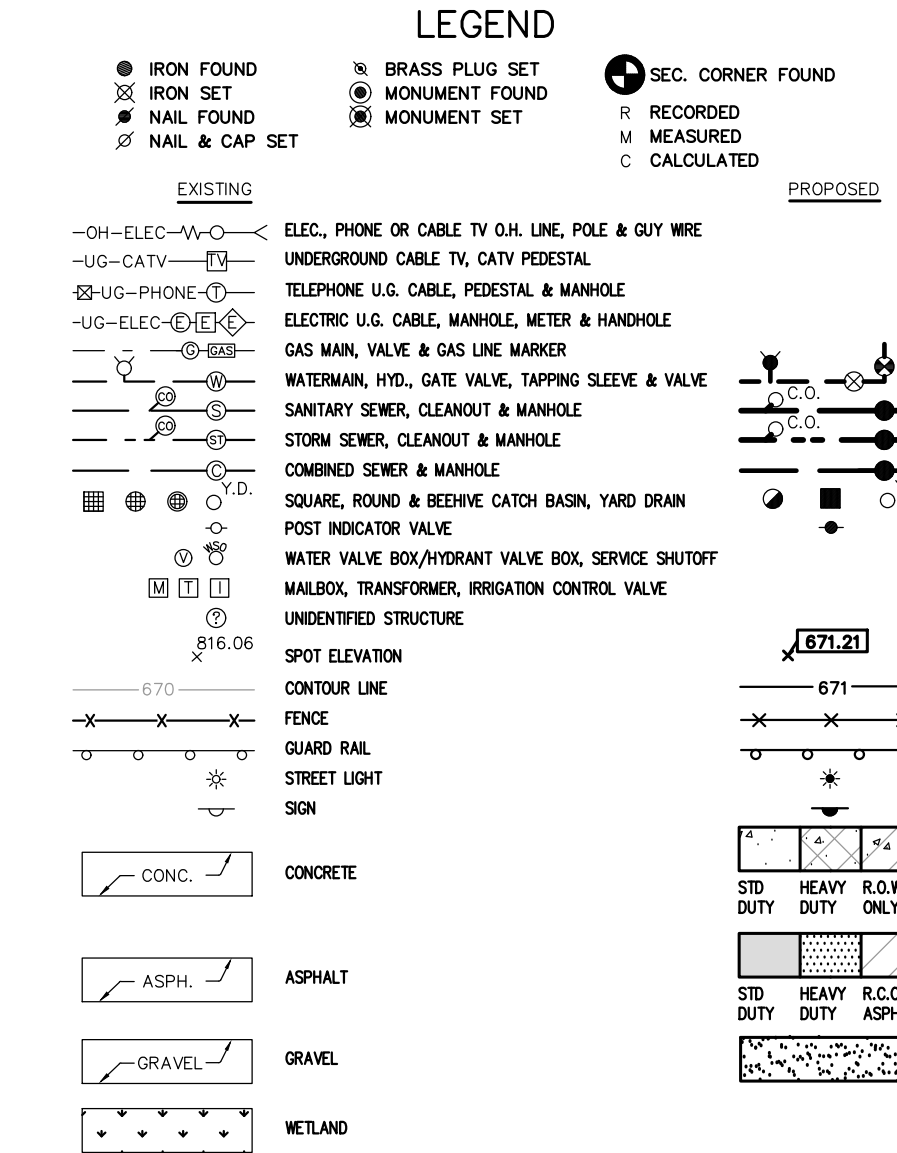 LEGEND
IRON FOUND
IRON SET
NAIL FOUND
NAIL & CAP SET
BRASS PLUG SET
MONUMENT FOUND
MONUMENT SET
SEC. CORNER FOUND
R RECORDED
M MEASURED
C CALCULATED
EXISTING
PROPOSED
OH-ELEC ELEC., PHONE OR CABLE TV O.H. LINE, POLE & GUY WIRE
UG-CATV TV UNDERGROUND CABLE TV, CATV PEDESTAL
UG-PHONE T TELEPHONE U.G. CABLE, PEDESTAL & MANHOLE
UG-ELEC E E E ELECTRIC U.G. CABLE, MANHOLE, METER & HANDHOLE
G GAS GAS MAIN, VALVE & GAS LINE MARKER
W WATERMAIN, HYD., GATE VALVE, TAPPING SLEEVE & VALVE
CO S SANITARY SEWER, CLEANOUT & MANHOLE C.O.
CO ST STORM SEWER, CLEANOUT & MANHOLE C.O.
C COMBINED SEWER & MANHOLE
Y.D. SQUARE, ROUND & BEEHIVE CATCH BASIN, YARD DRAIN
POST INDICATOR VALVE
V WSO WATER VALVE BOX/HYDRANT VALVE BOX, SERVICE SHUTOFF
M T I MAILBOX, TRANSFORMER, IRRIGATION CONTROL VALVE
? UNIDENTIFIED STRUCTURE
816.06 SPOT ELEVATION 671.21
670 CONTOUR LINE 671
FENCE
GUARD RAIL
STREET LIGHT
SIGN
CONC. CONCRETE
STD DUTY
HEAVY DUTY
R.O.W
ONLY
ASPH. ASPHALT
STD DUTY
HEAVY DUTY
R.C.
ASPH
GRAVEL GRAVEL
WETLAND